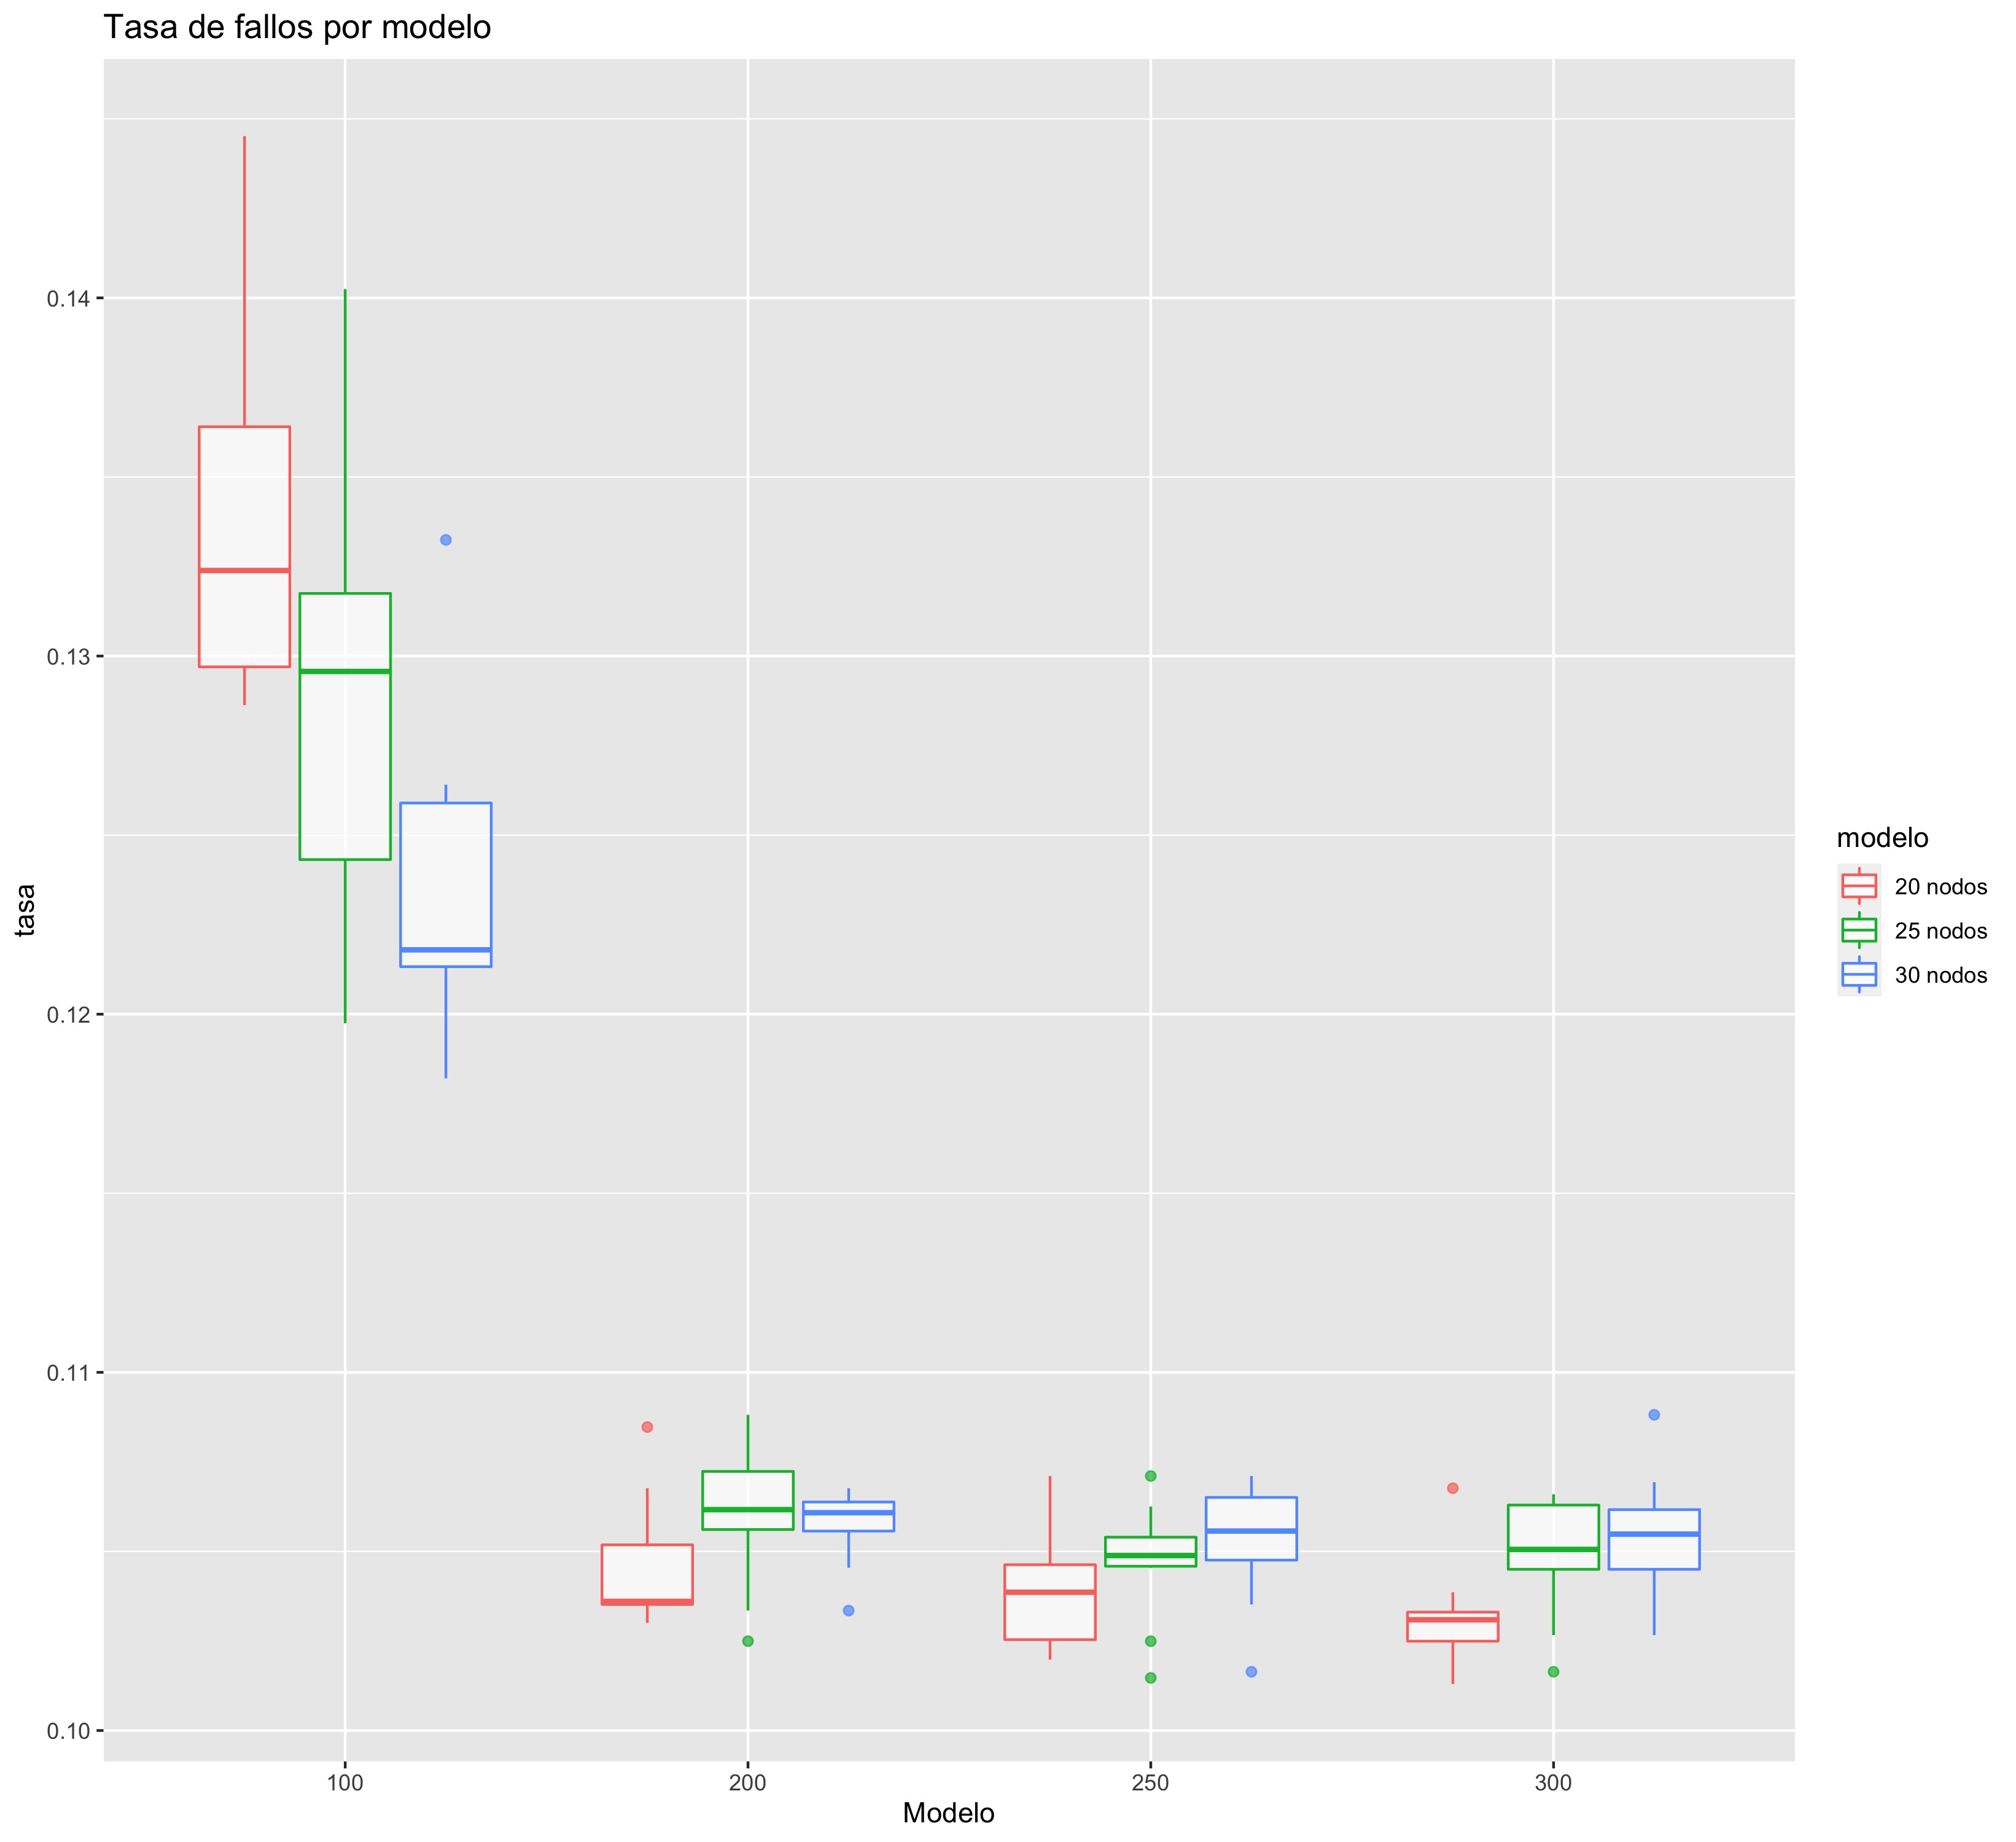 Tasa de fallos por modelo
tasa
0.14
0.13
0.12
0.11
0.10
100 200 250 300
Modelo
modelo
20 nodos
25 nodos
30 nodos